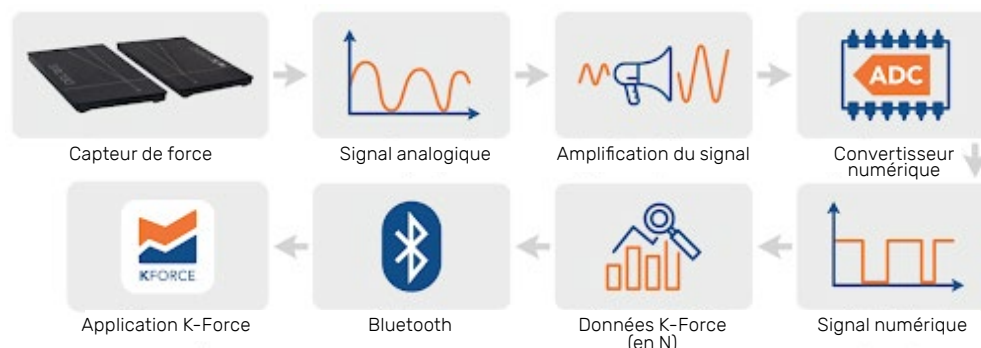 Capteur de force
Signal analogique
Amplification du signal
ADC
Convertisseur
numérique
Signal numérique
Données K-Force
(en N)
Bluetooth
KFORCE
Application K-Force